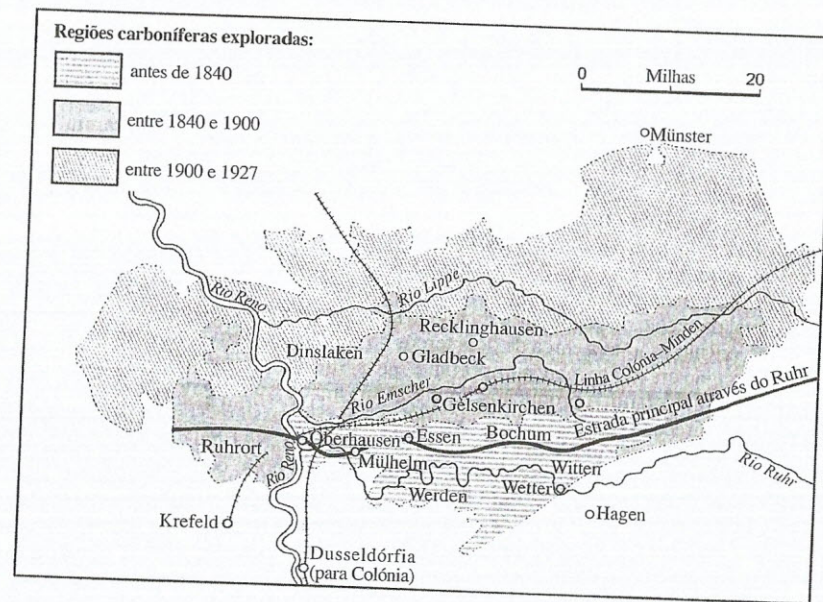 Regiões carboníferas exploradas:
antes de 1840
entre 1840 e 1900
entre 1900 e 1927
0 Milhas 20
Münster
Rio Reno
Rio Lippe
Recklinghausen
Dinslaken
Gladbeck
Linha Colónia–Minden
Rio Emscher
Gelsenkirchen
Estrada principal através do Ruhr
Ruhrort
Oberhausen
Essen
Bochum
Mülhelm
Witten
Rio Reno
Werden
Wetter
Rio Ruhr
Krefeld
Hagen
Dusseldórfia
(para Colónia)